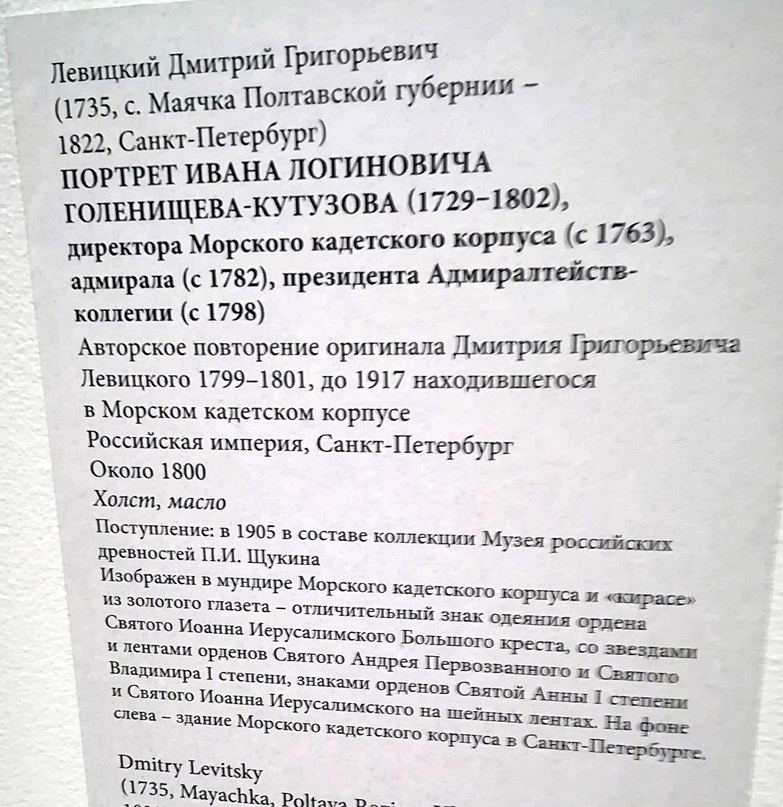 Левицкий Дмитрий Григорьевич
(1735, с. Маячка Полтавской губернии –
1822, Санкт-Петербург)
ПОРТРЕТ ИВАНА ЛОГИНОВИЧА
ГОЛЕНИЩЕВА-КУТУЗОВА (1729–1802),
директора Морского кадетского корпуса (с 1763),
адмирала (с 1782), президента Адмиралтейств-
коллегии (с 1798)
Авторское повторение оригинала Дмитрия Григорьевича
Левицкого 1799–1801, до 1917 находившегося
в Морском кадетском корпусе
Российская империя, Санкт-Петербург
Около 1800
Холст, масло
Поступление: в 1905 в составе коллекции Музея российских
древностей П.И. Щукина
Изображен в мундире Морского кадетского корпуса и «кирасе»
из золотого глазета – отличительный знак одеяния ордена
Святого Иоанна Иерусалимского Большого креста, со звездами
и лентами орденов Святого Андрея Первозванного и Святого
Владимира I степени, знаками орденов Святой Анны I степени
и Святого Иоанна Иерусалимского на шейных лентах. На фоне
слева – здание Морского кадетского корпуса в Санкт-Петербурге.
Dmitry Levitsky
(1735, Mayachka, Poltava